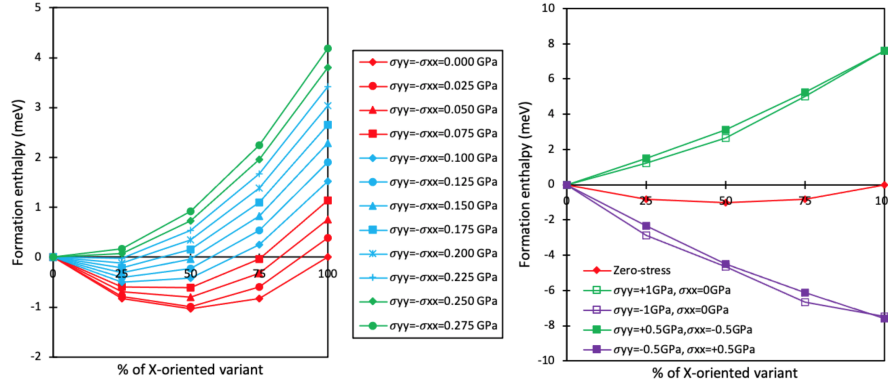 Formation enthalpy (meV)
5
4
3
2
1
0
-1
-2
0
25
50
75
100
% of X-oriented variant
σyy=-σxx=0.000 GPa
σyy=-σxx=0.025 GPa
σyy=-σxx=0.050 GPa
σyy=-σxx=0.075 GPa
σyy=-σxx=0.100 GPa
σyy=-σxx=0.125 GPa
σyy=-σxx=0.150 GPa
σyy=-σxx=0.175 GPa
σyy=-σxx=0.200 GPa
σyy=-σxx=0.225 GPa
σyy=-σxx=0.250 GPa
σyy=-σxx=0.275 GPa
Formation enthalpy (meV)
10
8
6
4
2
0
-2
-4
-6
-8
-10
0
25
50
75
10
Zero-stress
σyy=+1GPa, σxx=0GPa
σyy=-1GPa, σxx=0GPa
σyy=+0.5GPa,σxx=-0.5GPa
σyy=-0.5GPa, σxx=+0.5GPa
% of X-oriented variant